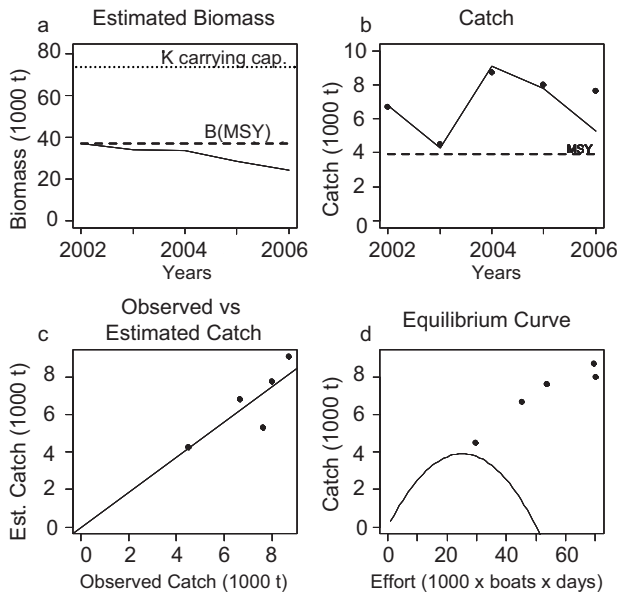 a
Estimated Biomass
Biomass (1000 t)
80
60
40
20
0
K carrying cap.
B(MSY)
2002
2004
2006
Years
b
Catch
Catch (1000 t)
10
8
6
4
2
0
MSY
2002
2004
2006
Years
c
Observed vs
Estimated Catch
Est. Catch (1000 t)
8
6
4
2
0
0 2 4 6 8
Observed Catch (1000 t)
d
Equilibrium Curve
Catch (1000 t)
8
6
4
2
0
0 20 40 60
Effort (1000 x boats x days)